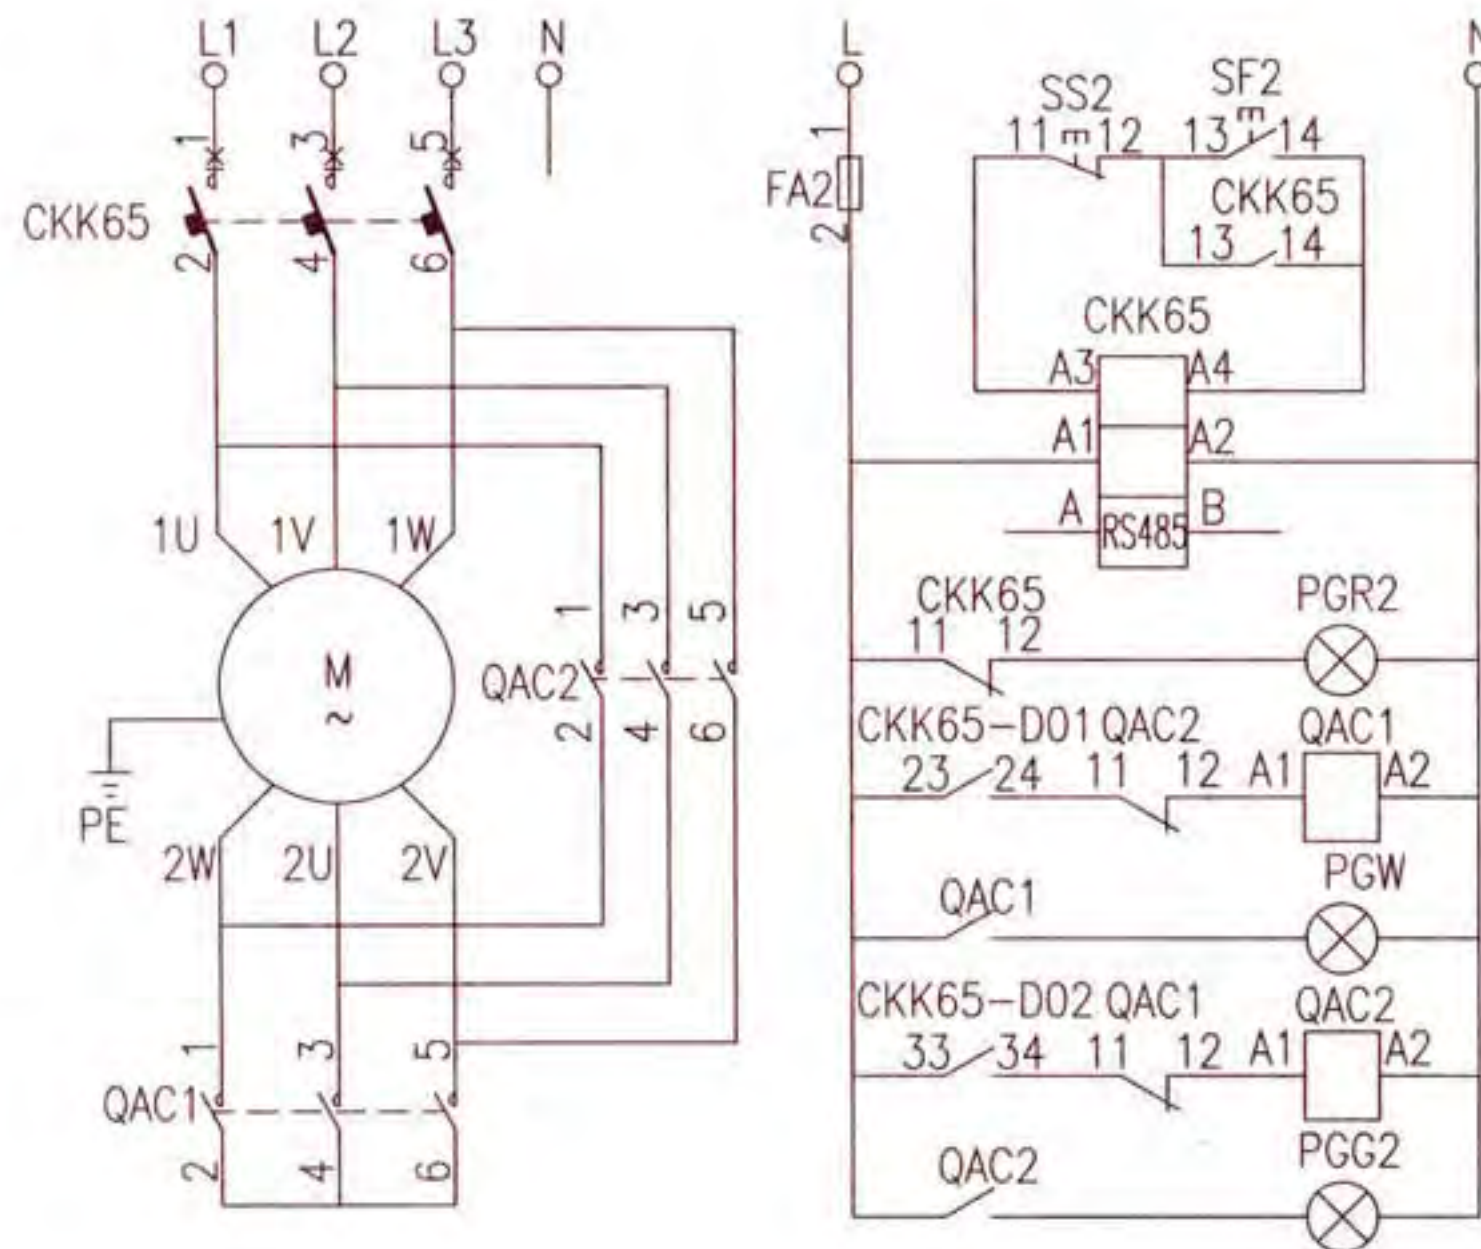 L1 L2 L3 N
1 3 5
CKK65
2 4 6
1U 1V 1W
M
~
PE
1 3 5
QAC2
2 4 6
2W 2U 2V
1 3 5
QAC1
2 4 6
L N
1
FA2
2
SS2 SF2
11 12 13 14
CKK65
13 14
CKK65
A3 A4
A1 A2
A RS485 B
CKK65 PGR2
11 12
CKK65-D01 QAC2 QAC1
23 24 11 12 A1 A2
PGW
QAC1
CKK65-D02 QAC1 QAC2
33 34 11 12 A1 A2
PGG2
QAC2